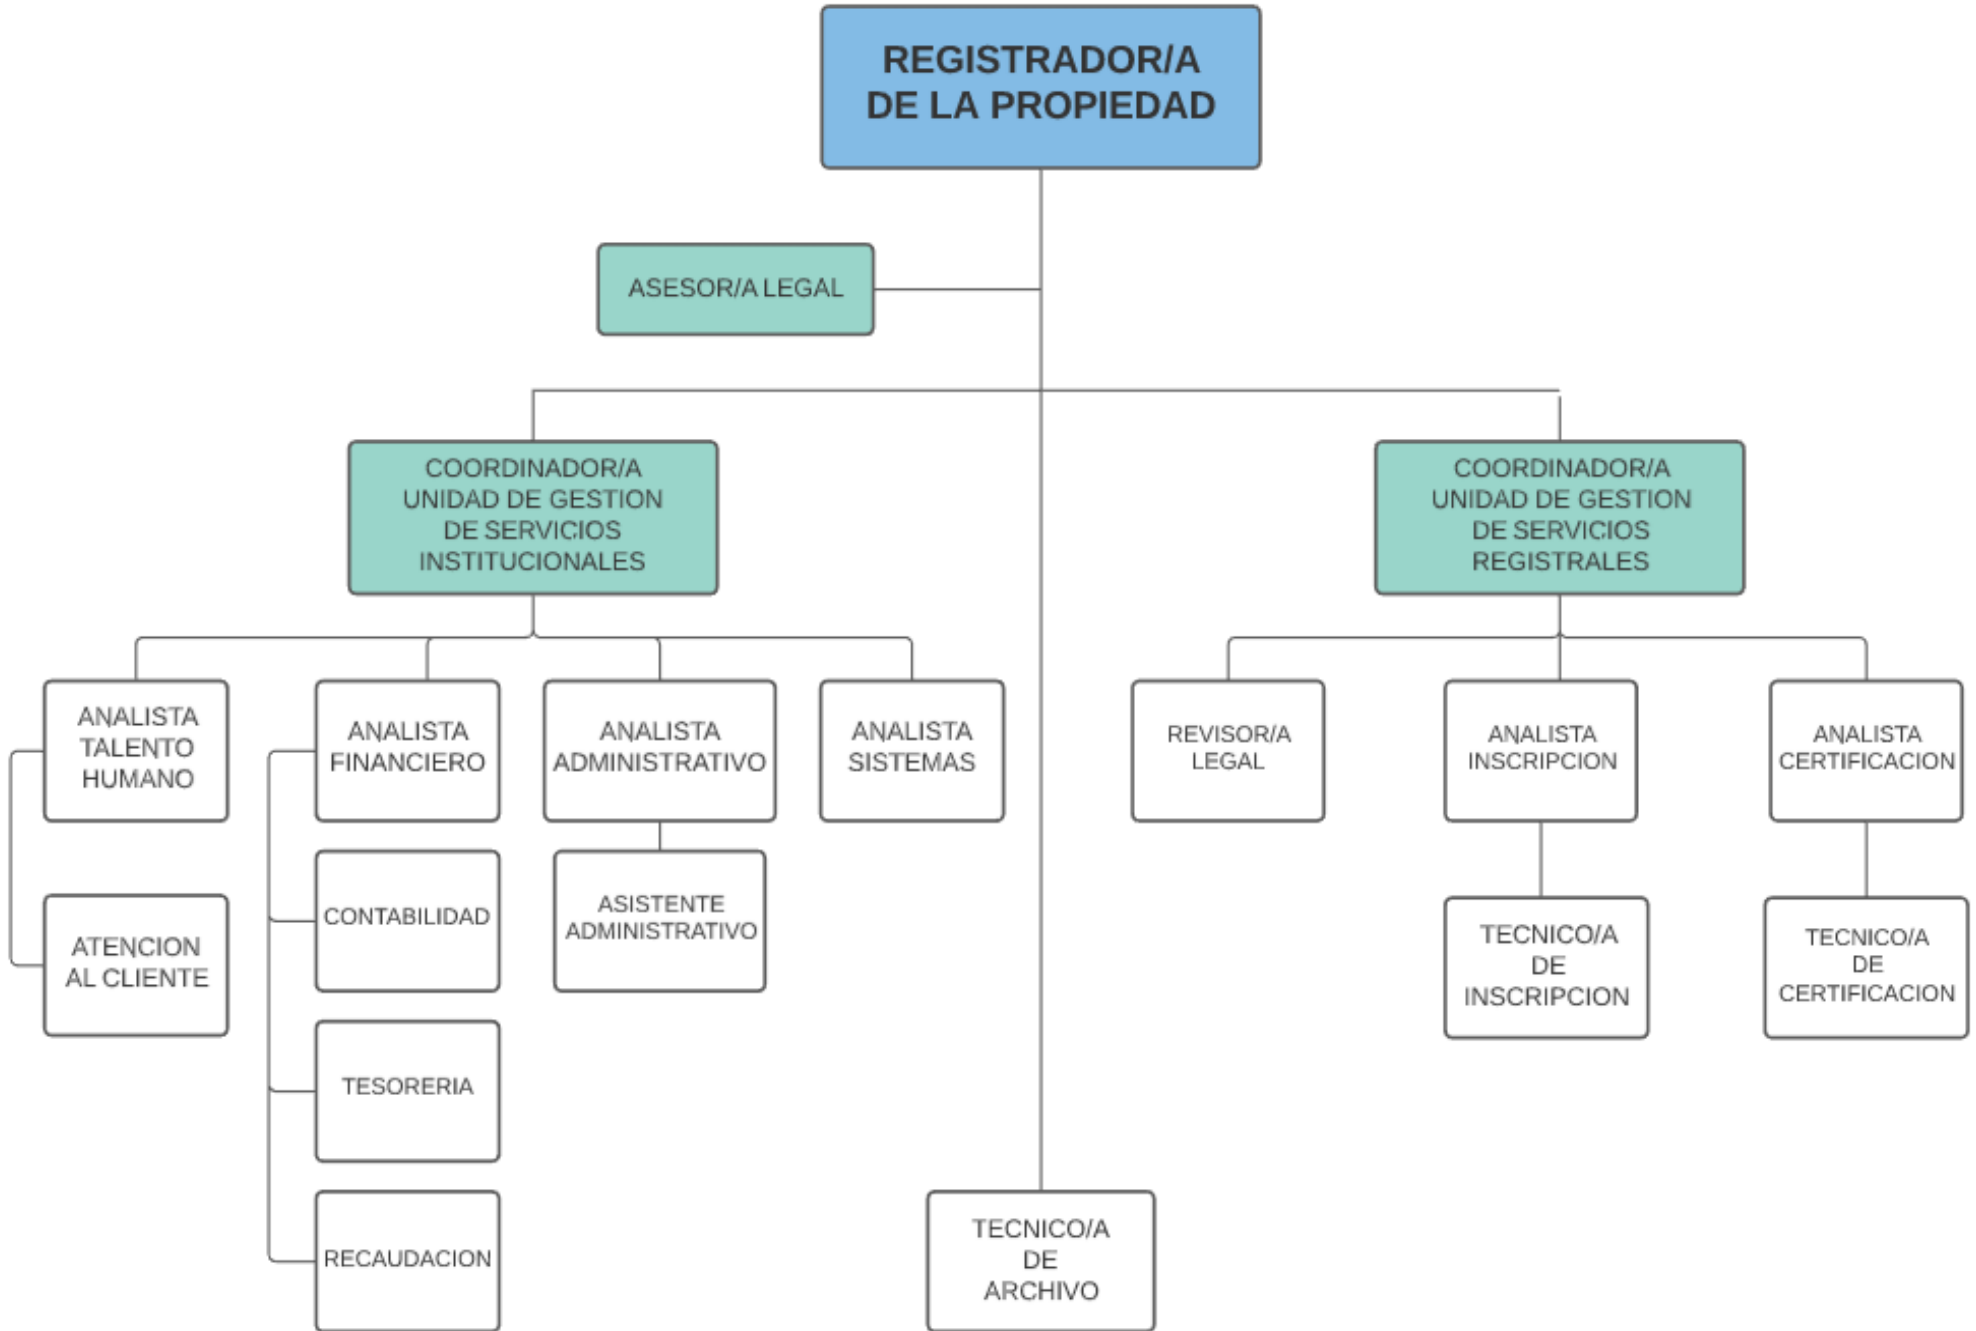 REGISTRADOR/A
DE LA PROPIEDAD
ASESOR/A LEGAL
COORDINADOR/A
UNIDAD DE GESTION
DE SERVICIOS
INSTITUCIONALES
COORDINADOR/A
UNIDAD DE GESTION
DE SERVICIOS
REGISTRALES
ANALISTA
TALENTO
HUMANO
ANALISTA
FINANCIERO
ANALISTA
ADMINISTRATIVO
ANALISTA
SISTEMAS
REVISOR/A
LEGAL
ANALISTA
INSCRIPCION
ANALISTA
CERTIFICACION
ATENCION
AL CLIENTE
CONTABILIDAD
ASISTENTE
ADMINISTRATIVO
TECNICO/A
DE
INSCRIPCION
TECNICO/A
DE
CERTIFICACION
TESORERIA
RECAUDACION
TECNICO/A
DE
ARCHIVO